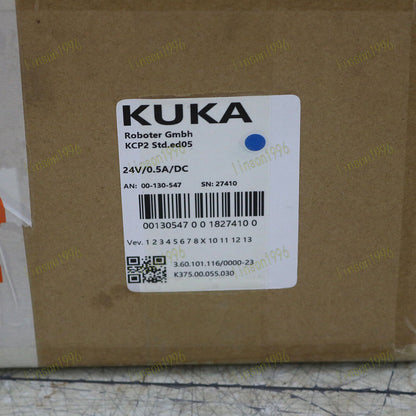 KUKA
Roboter Gmbh
KCP2 Std.ed05
24V/0.5A/DC
AN: 00-130-547 SN: 27410
00130547 0 0 1827410 0
Vev. 1 2 3 4 5 6 7 8 X 10 11 12 13
3.60.101.116/0000-23
K375.00.055.030
linson1996